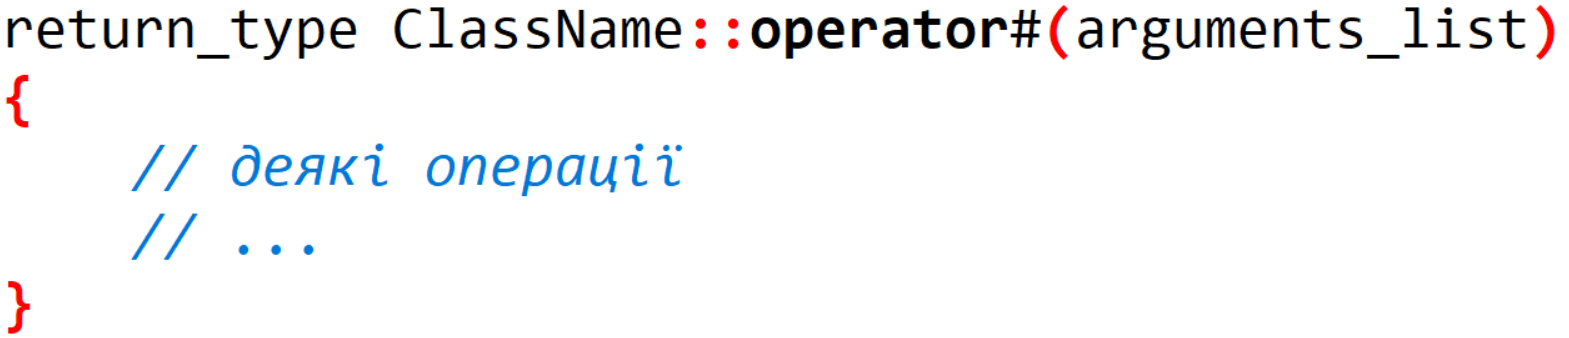 return_type ClassName::operator#(arguments_list)
{
// деякі операції
// ...
}